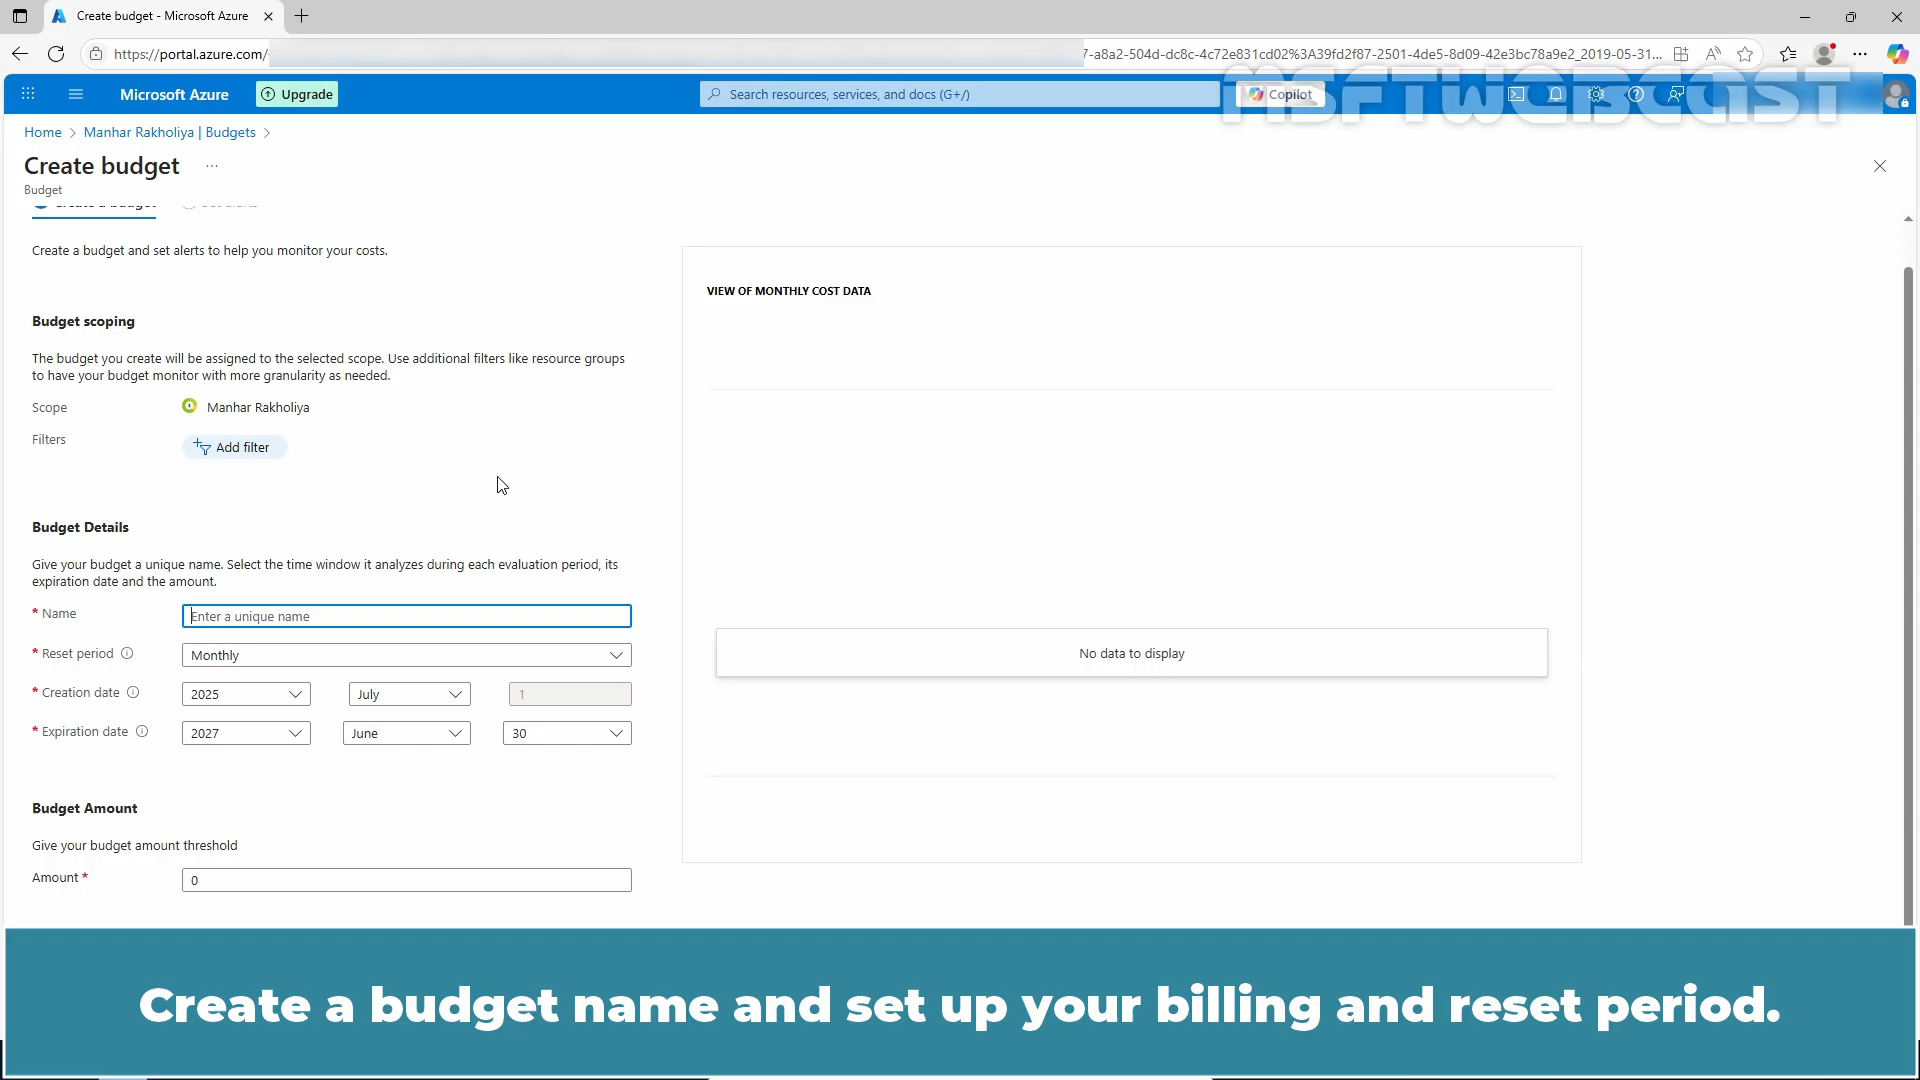 Create budget - Microsoft Azure
https://portal.azure.com/
7-a8a2-504d-dc8c-4c72e831cd02%3A39fd2f87-2501-4de5-8d09-42e3bc78a9e2_2019-05-31...
Microsoft Azure
Upgrade
Search resources, services, and docs (G+/)
Copilot
MSFTWEBCAST
Home > Manhar Rakholiya | Budgets >
Create budget ...
Budget
Create a budget
Set alerts
Create a budget and set alerts to help you monitor your costs.
Budget scoping
The budget you create will be assigned to the selected scope. Use additional filters like resource groups
to have your budget monitor with more granularity as needed.
Scope
Manhar Rakholiya
Filters
Add filter
Budget Details
Give your budget a unique name. Select the time window it analyzes during each evaluation period, its
expiration date and the amount.
* Name
Enter a unique name
* Reset period
Monthly
* Creation date
2025
July
1
* Expiration date
2027
June
30
Budget Amount
Give your budget amount threshold
Amount *
0
VIEW OF MONTHLY COST DATA
No data to display
Create a budget name and set up your billing and reset period.